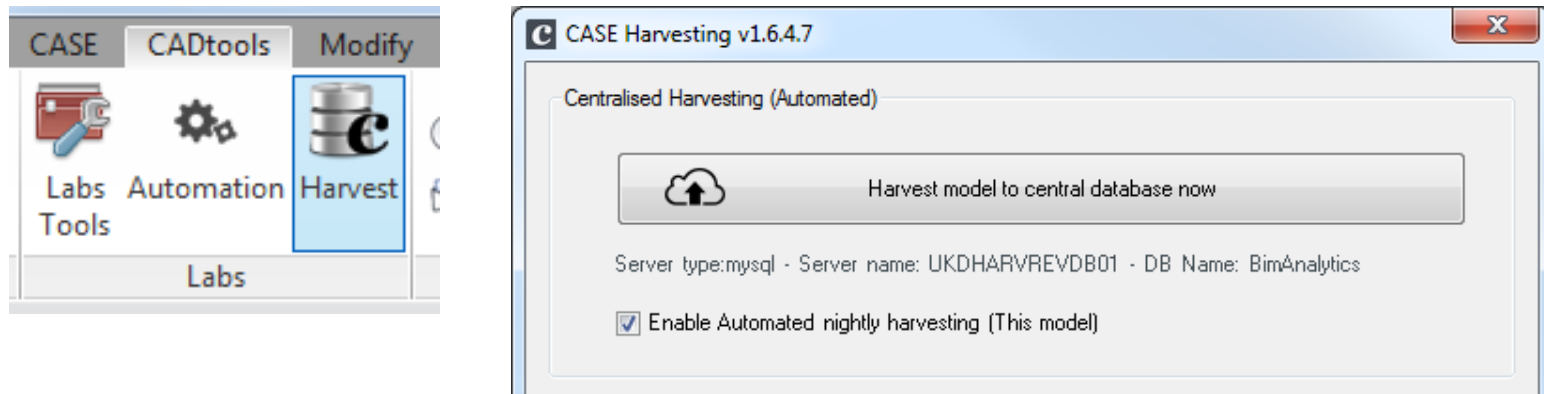 CASE CADtools Modify
Labs Tools
Automation
Harvest
Labs
CASE Harvesting v1.6.4.7
Centralised Harvesting (Automated)
Harvest model to central database now
Server type:mysql - Server name: UKDHARVREVDB01 - DB Name: BimAnalytics
Enable Automated nightly harvesting (This model)